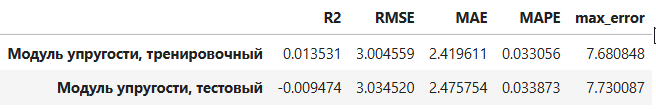 R2 RMSE MAE MAPE max_error
Модуль упругости, тренировочный 0.013531 3.004559 2.419611 0.033056 7.680848
Модуль упругости, тестовый -0.009474 3.034520 2.475754 0.033873 7.730087